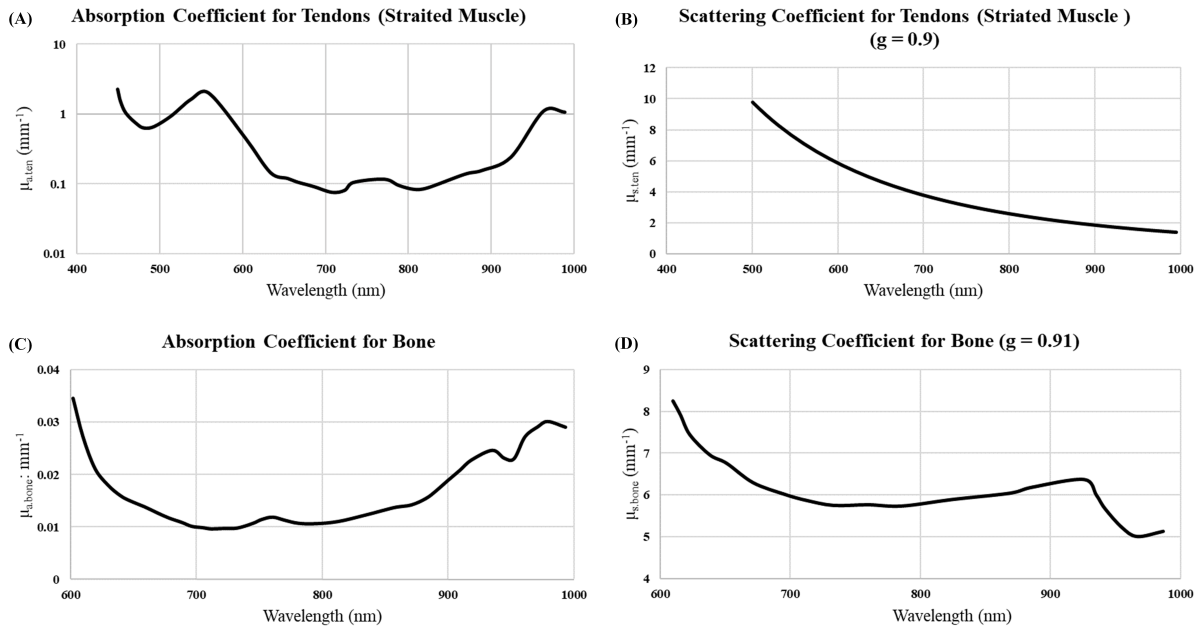 (A) Absorption Coefficient for Tendons (Straited Muscle)
10
1
0.1
0.01
μa.ten (mm-1)
400 500 600 700 800 900 1000
Wavelength (nm)
(B) Scattering Coefficient for Tendons (Striated Muscle )
(g = 0.9)
12
10
8
6
4
2
0
μs.ten (mm-1)
400 500 600 700 800 900 1000
Wavelength (nm)
(C) Absorption Coefficient for Bone
0.04
0.03
0.02
0.01
0
μa.bone: mm-1
600 700 800 900 1000
Wavelength (nm)
(D) Scattering Coefficient for Bone (g = 0.91)
9
8
7
6
5
4
μs.bone (mm-1)
600 700 800 900 1000
Wavelength (nm)